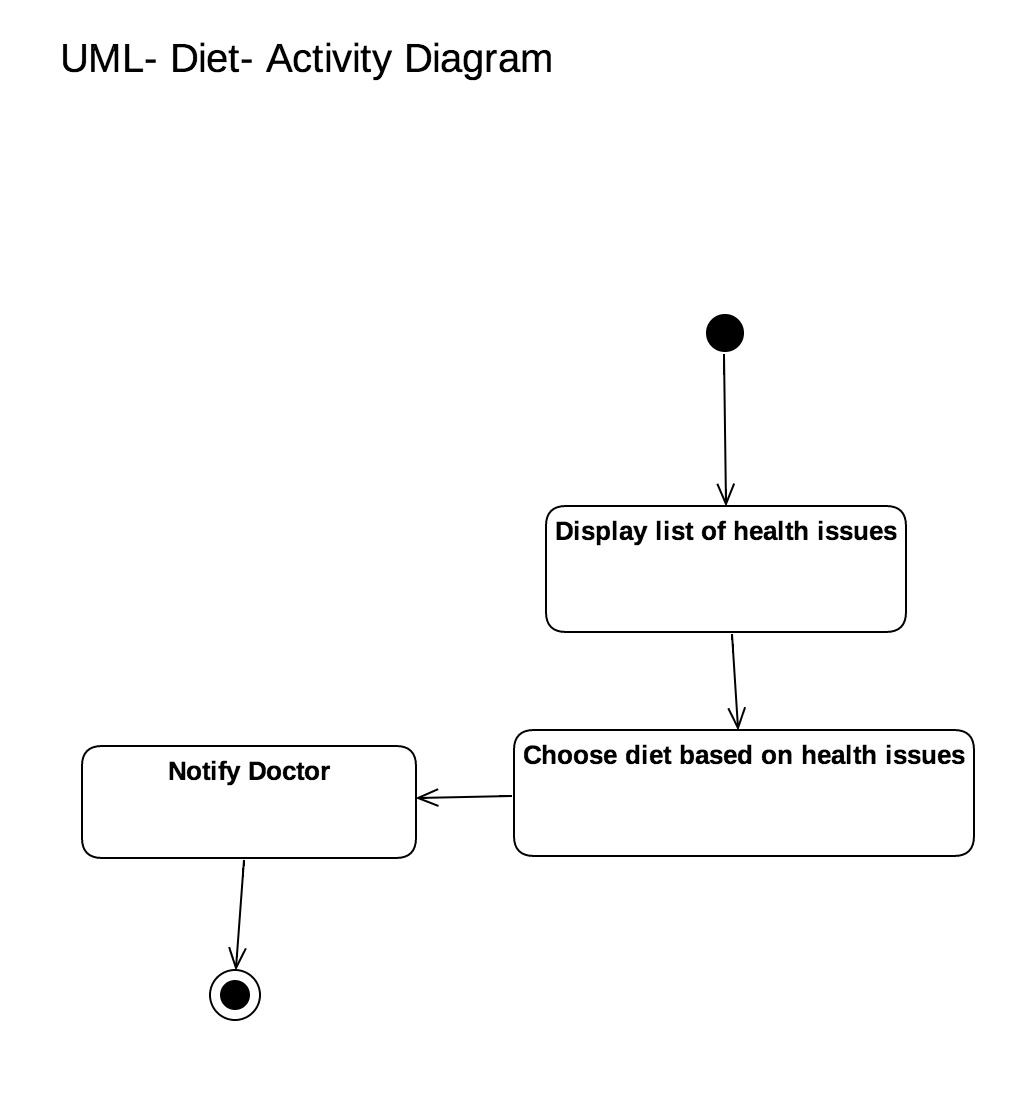 UML- Diet- Activity Diagram
Display list of health issues
Choose diet based on health issues
Notify Doctor